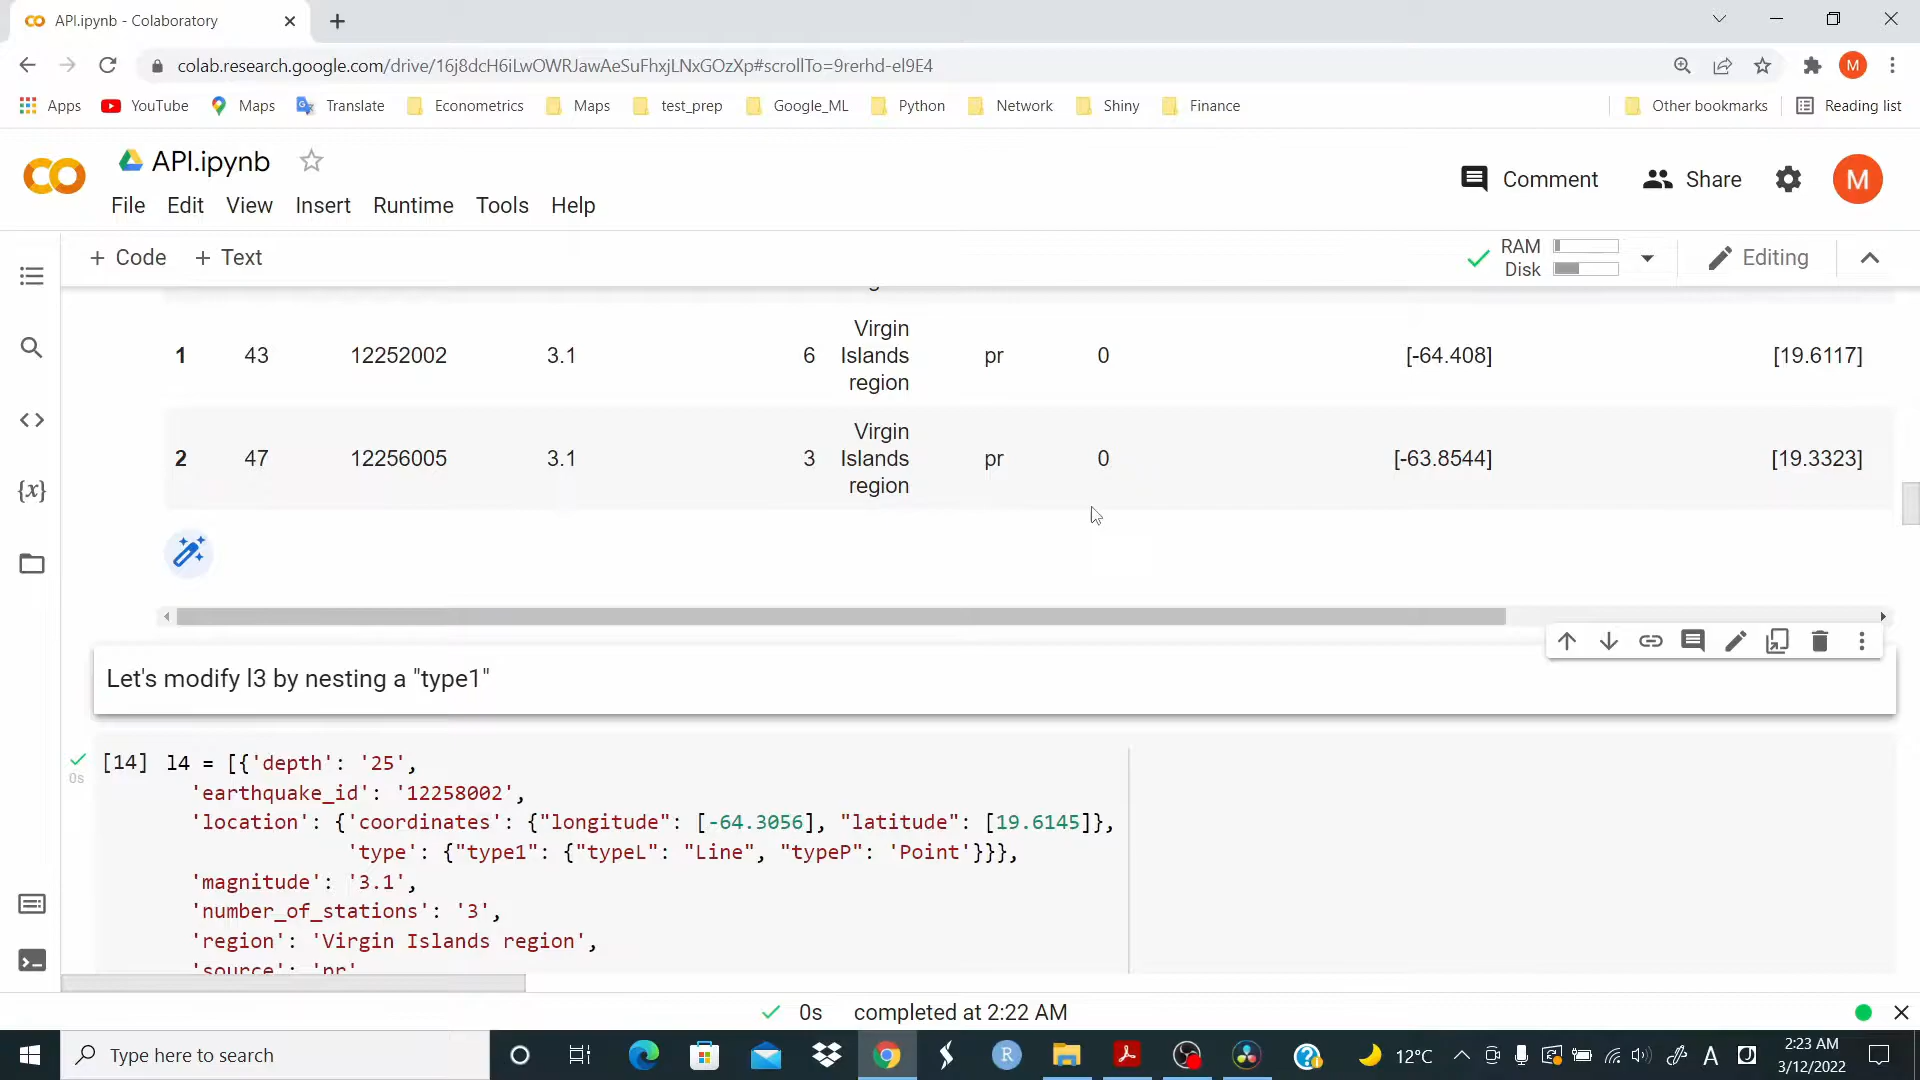 API.ipynb - Colaboratory
colab.research.google.com/drive/16j8dcH6iLwOWRJawAeSuFhxjLNxGOzXp#scrollTo=9rerhd-el9E4
M
Apps YouTube Maps Translate Econometrics Maps test_prep Google_ML Python Network Shiny Finance Other bookmarks Reading list
API.ipynb
Comment Share M
File Edit View Insert Runtime Tools Help
+ Code + Text RAM Disk Editing
1 43 12252002 3.1 6 Virgin Islands region pr 0 [-64.408] [19.6117]
2 47 12256005 3.1 3 Virgin Islands region pr 0 [-63.8544] [19.3323]
Let's modify l3 by nesting a "type1"
[14] l4 = [{'depth': '25',
0s
'earthquake_id': '12258002',
'location': {'coordinates': {"longitude": [-64.3056], "latitude": [19.6145]},
'type': {"type1": {"typeL": "Line", "typeP": 'Point'}}},
'magnitude': '3.1',
'number_of_stations': '3',
'region': 'Virgin Islands region',
'source': 'pr'
0s completed at 2:22 AM
Type here to search
12°C
2:23 AM
3/12/2022